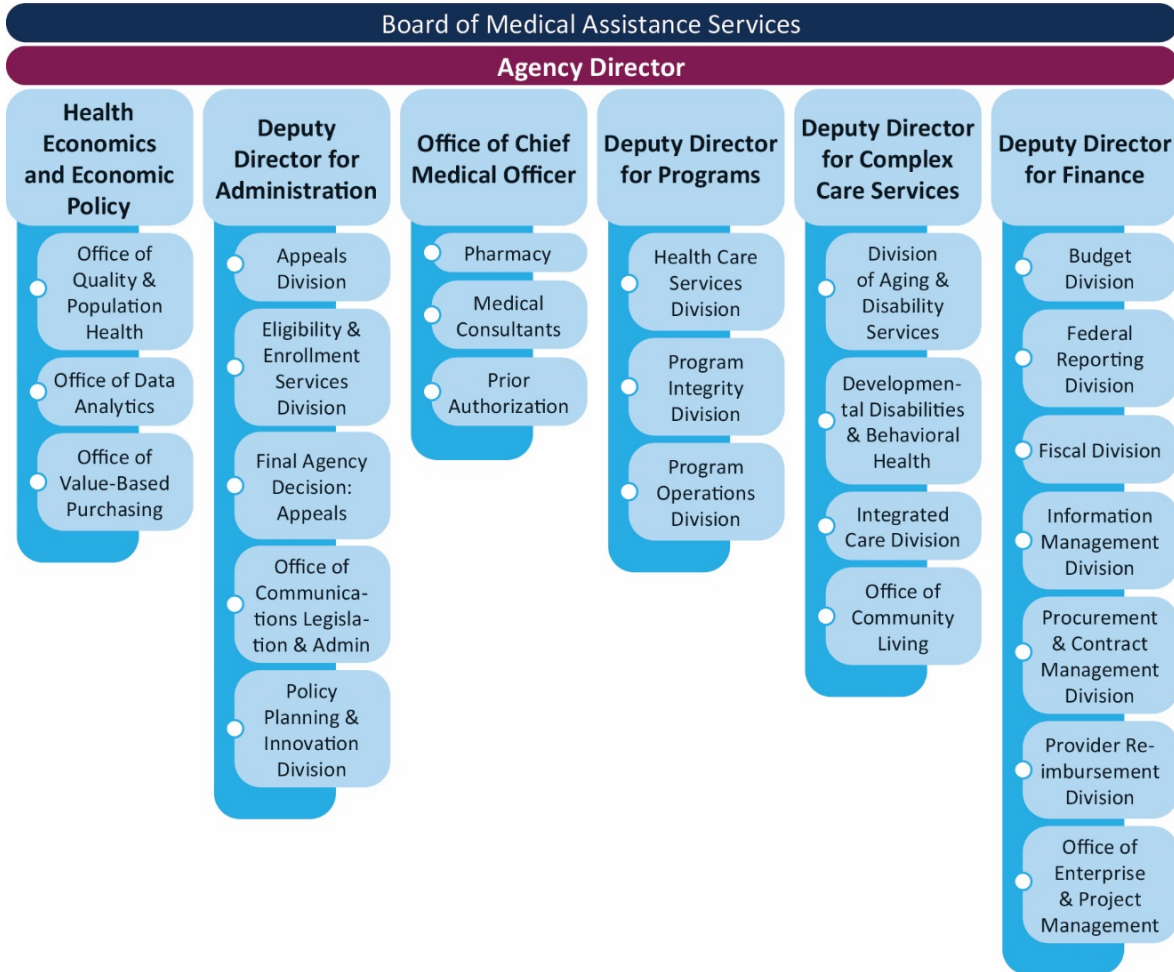 Board of Medical Assistance Services
Agency Director
Health
Economics
and Economic
Policy
Office of
Quality &
Population
Health
Office of Data
Analytics
Office of
Value-Based
Purchasing
Deputy
Director for
Administration
Appeals
Division
Eligibility &
Enrollment
Services
Division
Final Agency
Decision:
Appeals
Office of
Communica-
tions Legisla-
tion & Admin
Policy
Planning &
Innovation
Division
Office of Chief
Medical Officer
Pharmacy
Medical
Consultants
Prior
Authorization
Deputy Director
for Programs
Health Care
Services
Division
Program
Integrity
Division
Program
Operations
Division
Deputy Director
for Complex
Care Services
Division
of Aging &
Disability
Services
Developmen-
tal Disabilities
& Behavioral
Health
Integrated
Care Division
Office of
Community
Living
Deputy Director
for Finance
Budget
Division
Federal
Reporting
Division
Fiscal Division
Information
Management
Division
Procurement
& Contract
Management
Division
Provider Re-
imbursement
Division
Office of
Enterprise
& Project
Management